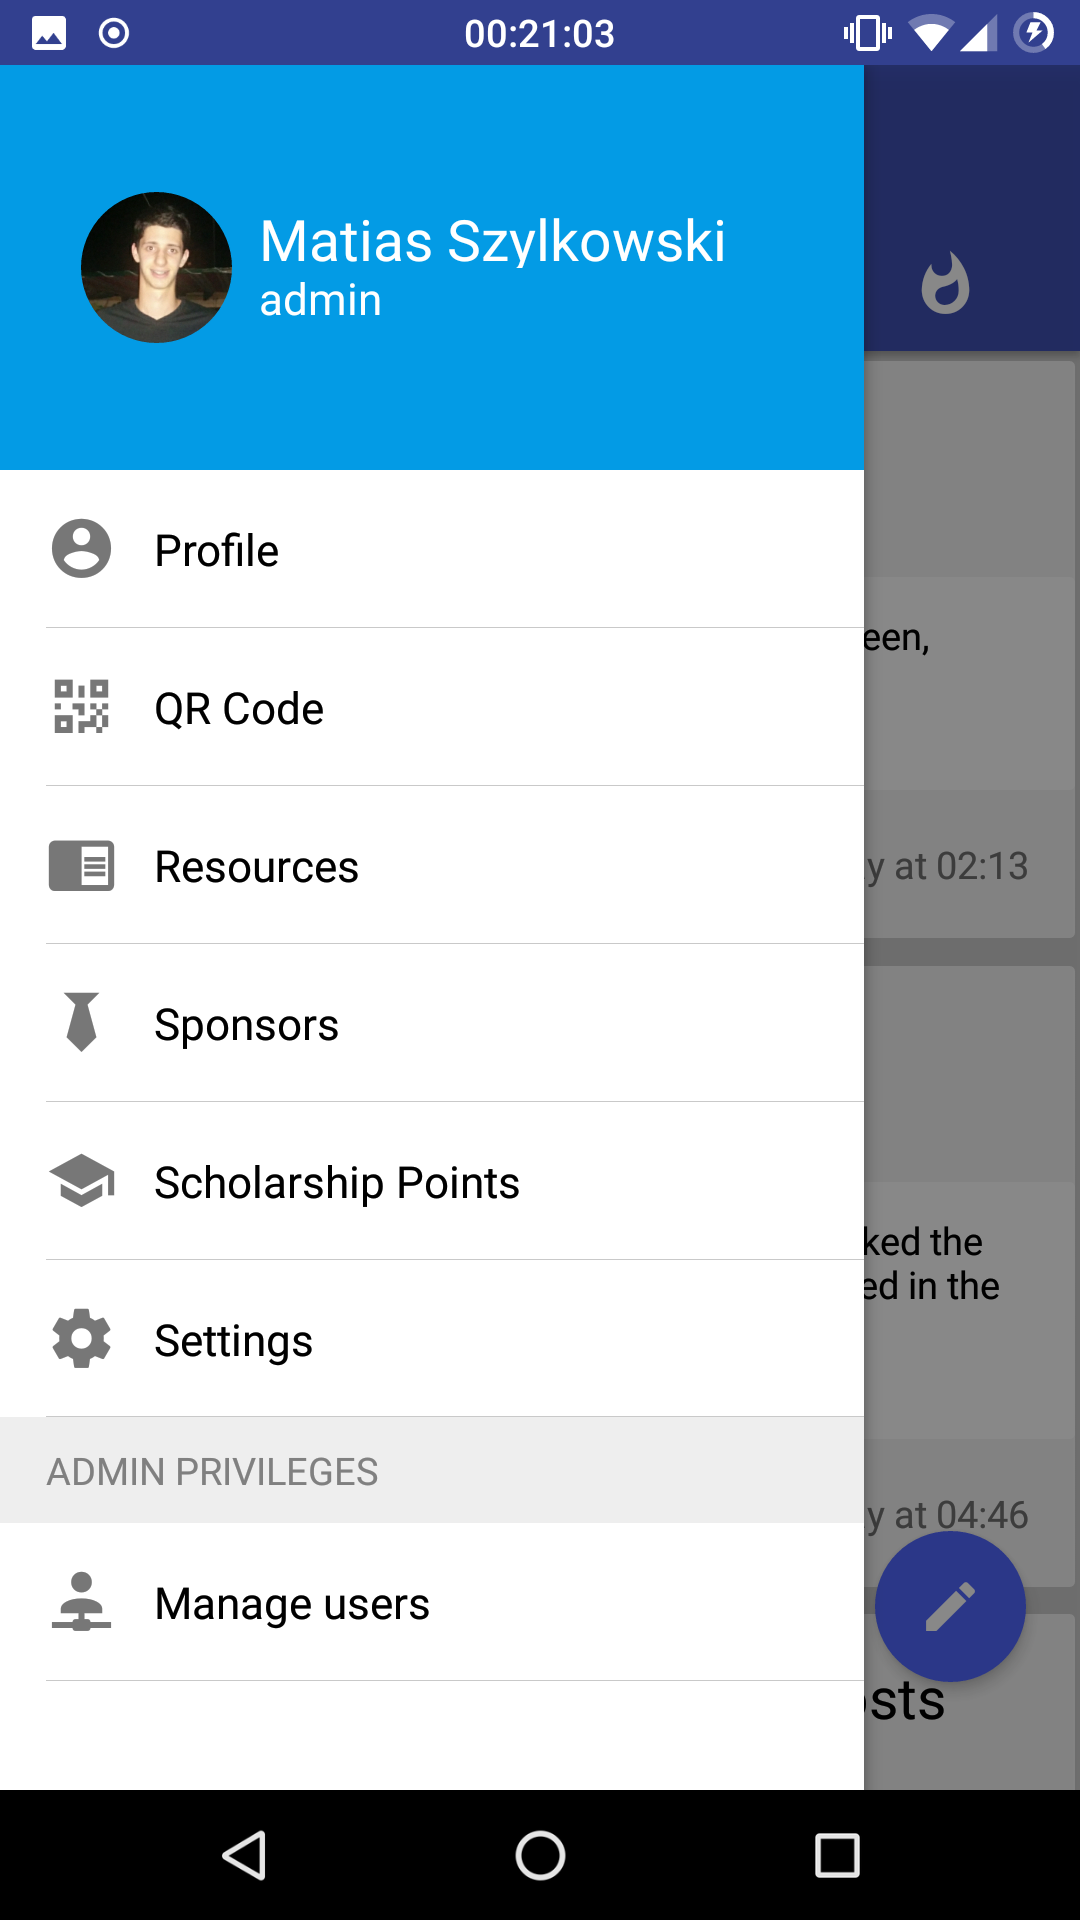 00:21:03
Matias Szylkowski
admin
Profile
een,
QR Code
Resources
y at 02:13
Sponsors
Scholarship Points
ked the
ed in the
Settings
ADMIN PRIVILEGES
y at 04:46
Manage users
osts